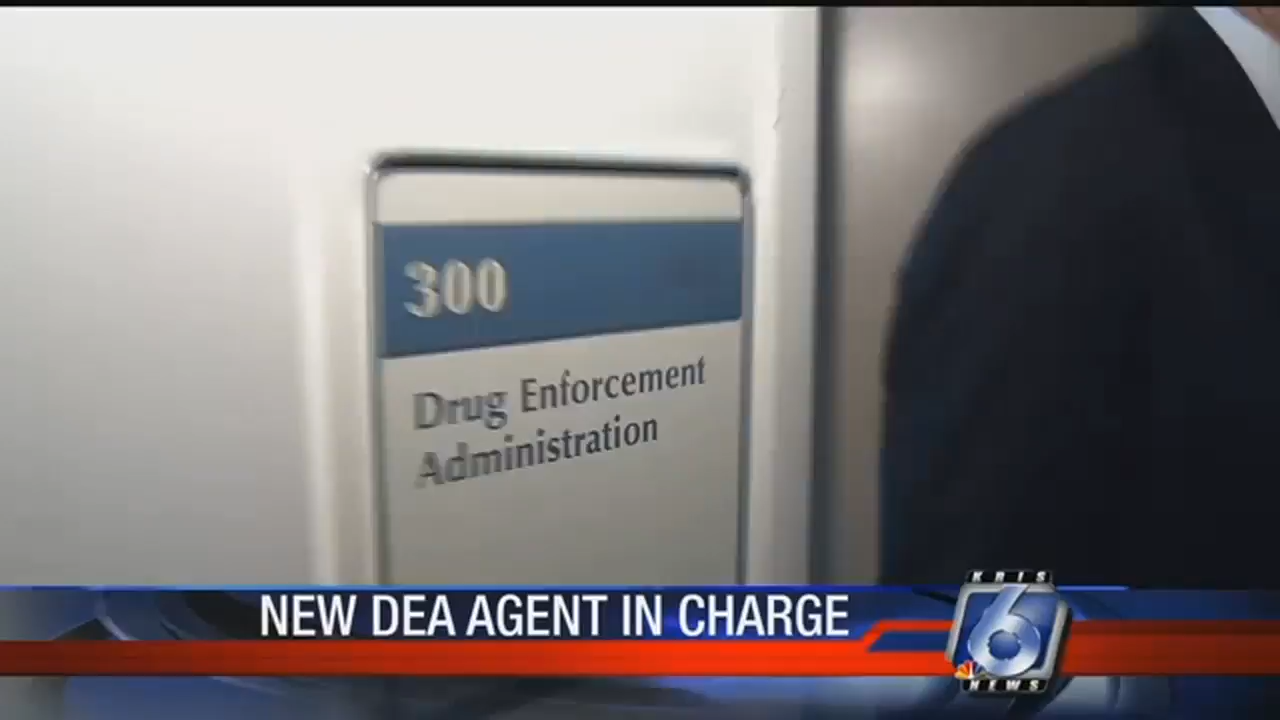 300
Drug Enforcement
Administration
NEW DEA AGENT IN CHARGE
KRIS
6
NEWS